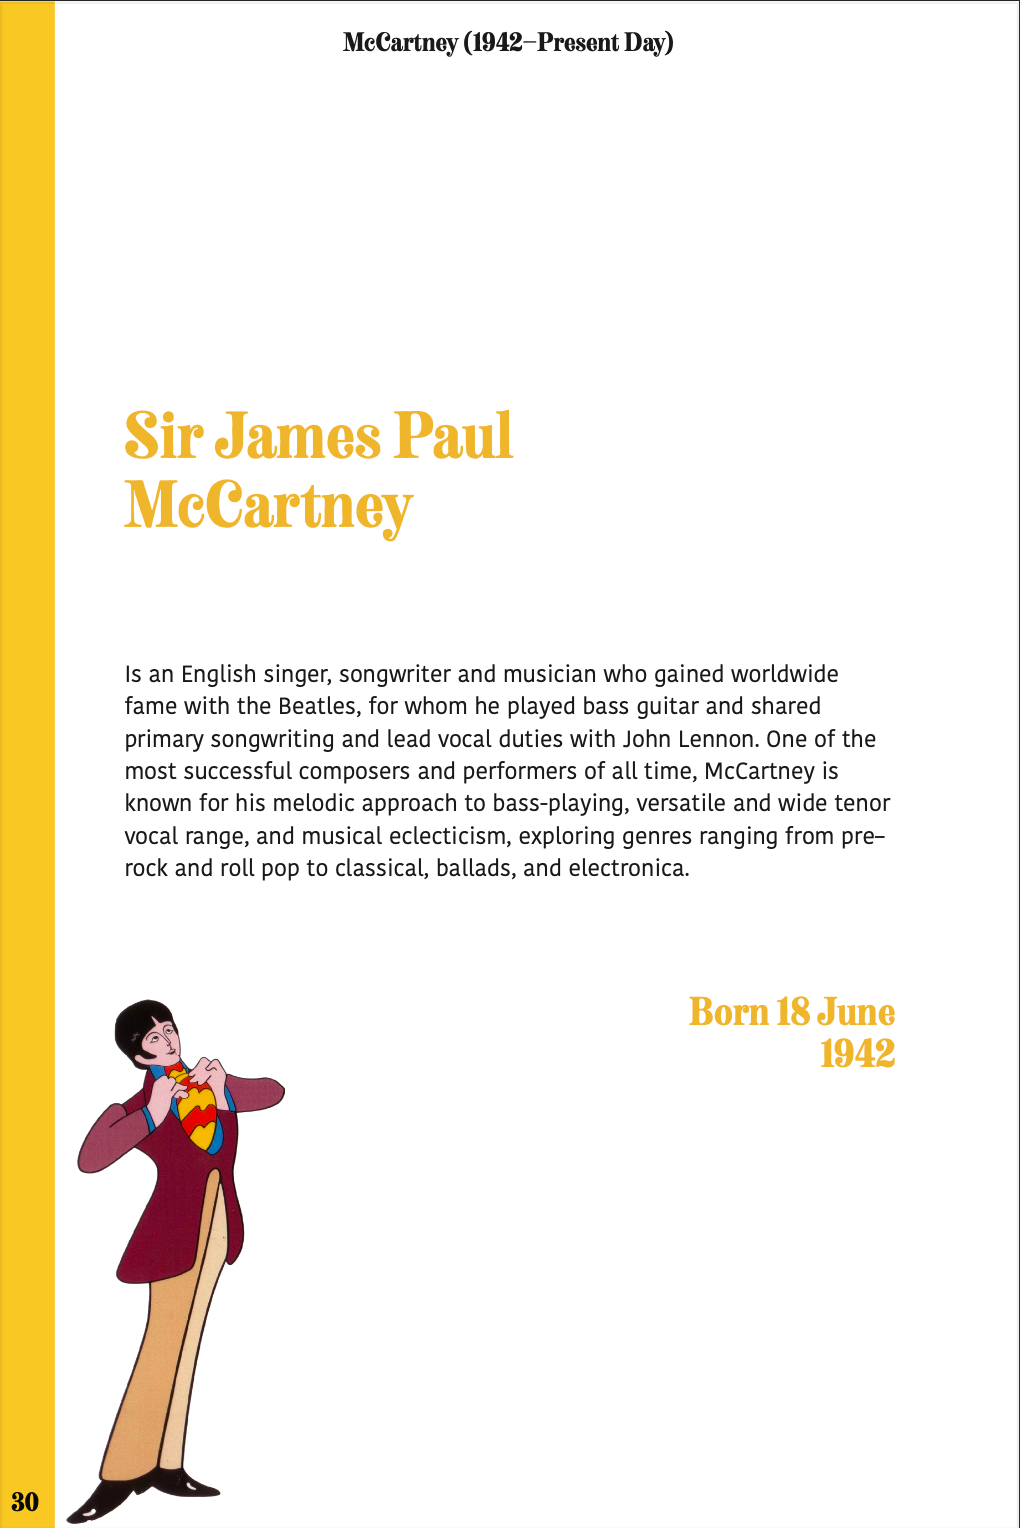 McCartney (1942–Present Day)
Sir James Paul
McCartney
Is an English singer, songwriter and musician who gained worldwide
fame with the Beatles, for whom he played bass guitar and shared
primary songwriting and lead vocal duties with John Lennon. One of the
most successful composers and performers of all time, McCartney is
known for his melodic approach to bass-playing, versatile and wide tenor
vocal range, and musical eclecticism, exploring genres ranging from pre–
rock and roll pop to classical, ballads, and electronica.
Born 18 June
1942
30